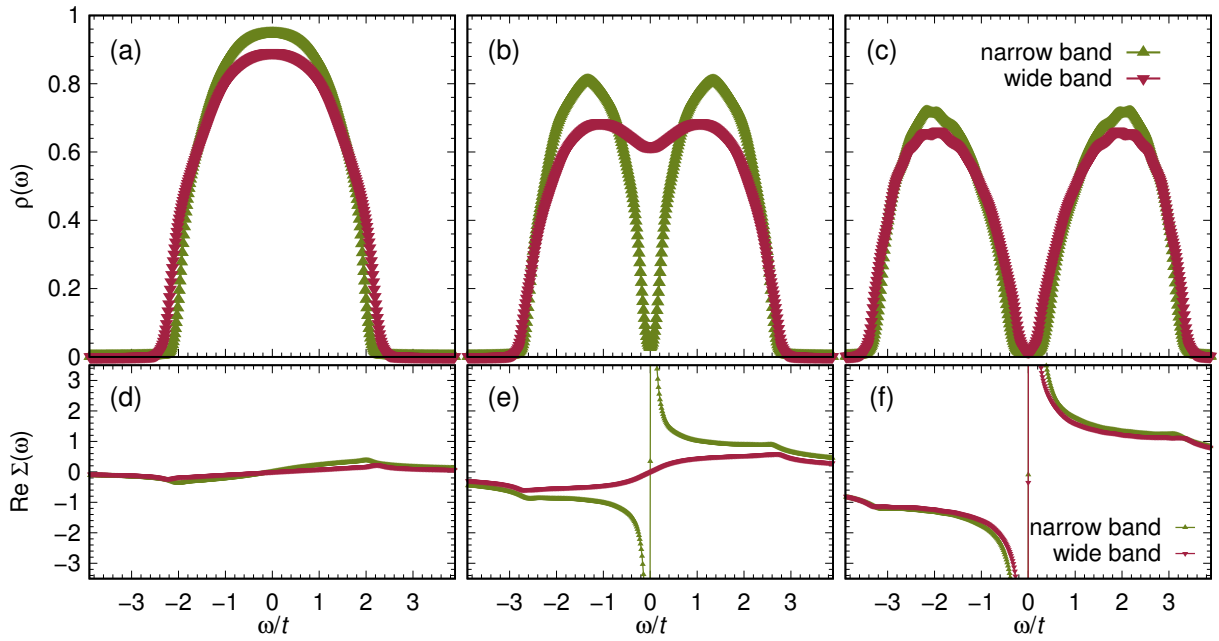 (a)
(b)
(c)
narrow band
wide band
1
0.8
0.6
0.4
0.2
0
ρ(ω)
(d)
(e)
(f)
narrow band
wide band
3
2
1
0
−1
−2
−3
Re Σ(ω)
−3 −2 −1 0 1 2 3
−3 −2 −1 0 1 2 3
−3 −2 −1 0 1 2 3
ω/t
ω/t
ω/t